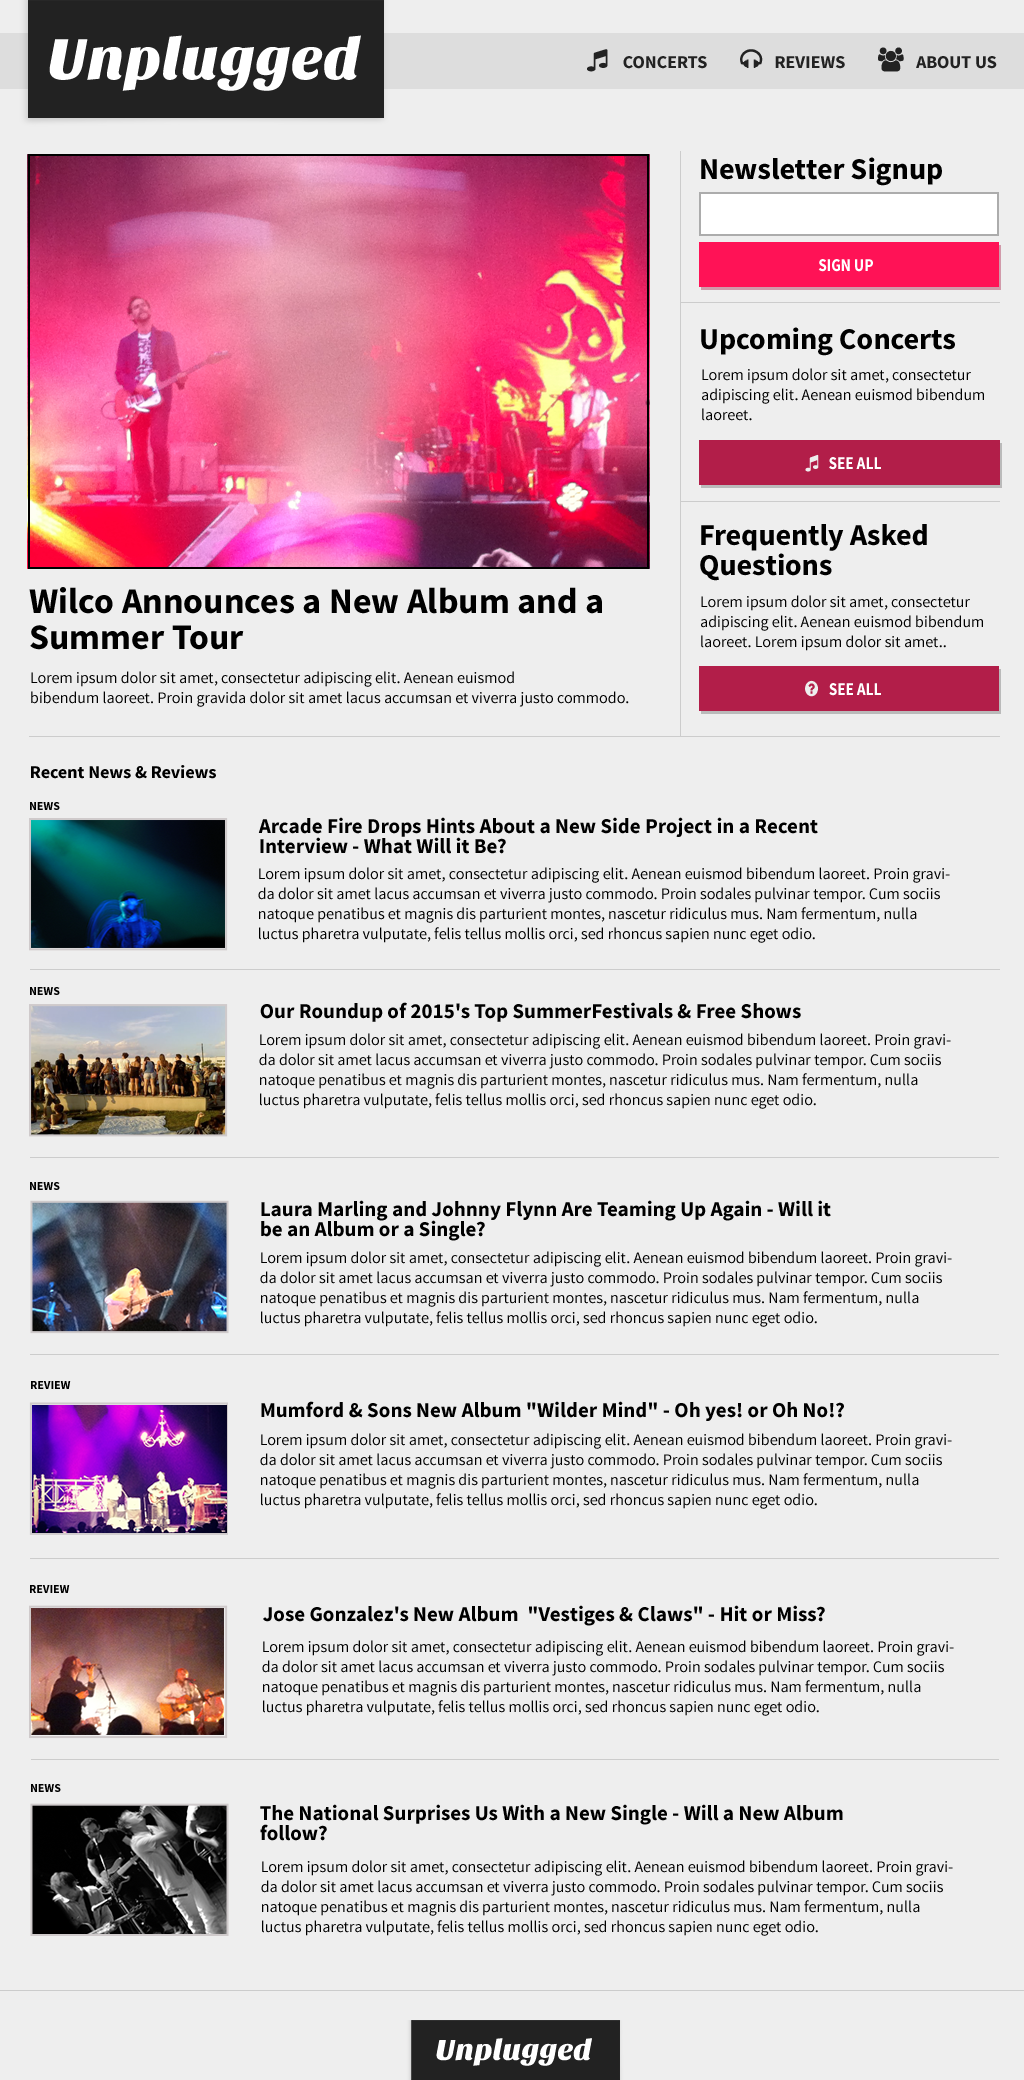 Unplugged
CONCERTS
REVIEWS
ABOUT US
Newsletter Signup
SIGN UP
Upcoming Concerts
Lorem ipsum dolor sit amet, consectetur
adipiscing elit. Aenean euismod bibendum
laoreet.
SEE ALL
Frequently Asked
Questions
Lorem ipsum dolor sit amet, consectetur
adipiscing elit. Aenean euismod bibendum
laoreet. Lorem ipsum dolor sit amet..
SEE ALL
Wilco Announces a New Album and a
Summer Tour
Lorem ipsum dolor sit amet, consectetur adipiscing elit. Aenean euismod
bibendum laoreet. Proin gravida dolor sit amet lacus accumsan et viverra justo commodo.
Recent News & Reviews
NEWS
Arcade Fire Drops Hints About a New Side Project in a Recent
Interview - What Will it Be?
Lorem ipsum dolor sit amet, consectetur adipiscing elit. Aenean euismod bibendum laoreet. Proin gravi-
da dolor sit amet lacus accumsan et viverra justo commodo. Proin sodales pulvinar tempor. Cum sociis
natoque penatibus et magnis dis parturient montes, nascetur ridiculus mus. Nam fermentum, nulla
luctus pharetra vulputate, felis tellus mollis orci, sed rhoncus sapien nunc eget odio.
NEWS
Our Roundup of 2015's Top SummerFestivals & Free Shows
Lorem ipsum dolor sit amet, consectetur adipiscing elit. Aenean euismod bibendum laoreet. Proin gravi-
da dolor sit amet lacus accumsan et viverra justo commodo. Proin sodales pulvinar tempor. Cum sociis
natoque penatibus et magnis dis parturient montes, nascetur ridiculus mus. Nam fermentum, nulla
luctus pharetra vulputate, felis tellus mollis orci, sed rhoncus sapien nunc eget odio.
NEWS
Laura Marling and Johnny Flynn Are Teaming Up Again - Will it
be an Album or a Single?
Lorem ipsum dolor sit amet, consectetur adipiscing elit. Aenean euismod bibendum laoreet. Proin gravi-
da dolor sit amet lacus accumsan et viverra justo commodo. Proin sodales pulvinar tempor. Cum sociis
natoque penatibus et magnis dis parturient montes, nascetur ridiculus mus. Nam fermentum, nulla
luctus pharetra vulputate, felis tellus mollis orci, sed rhoncus sapien nunc eget odio.
REVIEW
Mumford & Sons New Album "Wilder Mind" - Oh yes! or Oh No!?
Lorem ipsum dolor sit amet, consectetur adipiscing elit. Aenean euismod bibendum laoreet. Proin gravi-
da dolor sit amet lacus accumsan et viverra justo commodo. Proin sodales pulvinar tempor. Cum sociis
natoque penatibus et magnis dis parturient montes, nascetur ridiculus mus. Nam fermentum, nulla
luctus pharetra vulputate, felis tellus mollis orci, sed rhoncus sapien nunc eget odio.
REVIEW
Jose Gonzalez's New Album "Vestiges & Claws" - Hit or Miss?
Lorem ipsum dolor sit amet, consectetur adipiscing elit. Aenean euismod bibendum laoreet. Proin gravi-
da dolor sit amet lacus accumsan et viverra justo commodo. Proin sodales pulvinar tempor. Cum sociis
natoque penatibus et magnis dis parturient montes, nascetur ridiculus mus. Nam fermentum, nulla
luctus pharetra vulputate, felis tellus mollis orci, sed rhoncus sapien nunc eget odio.
NEWS
The National Surprises Us With a New Single - Will a New Album
follow?
Lorem ipsum dolor sit amet, consectetur adipiscing elit. Aenean euismod bibendum laoreet. Proin gravi-
da dolor sit amet lacus accumsan et viverra justo commodo. Proin sodales pulvinar tempor. Cum sociis
natoque penatibus et magnis dis parturient montes, nascetur ridiculus mus. Nam fermentum, nulla
luctus pharetra vulputate, felis tellus mollis orci, sed rhoncus sapien nunc eget odio.
Unplugged